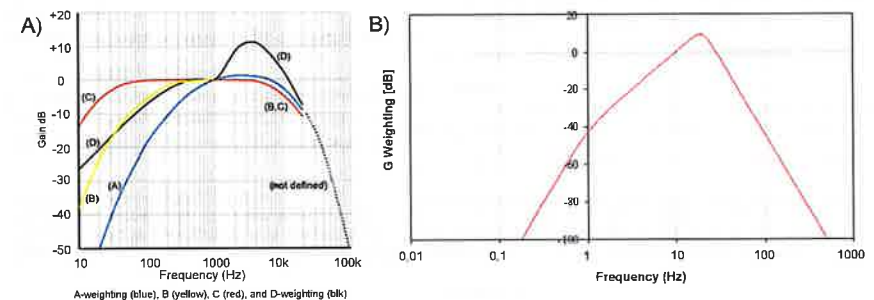 A)
+20
+10
0
-10
-20
-30
-40
-50
Gain dB
(C)
(D)
(B)
(A)
(D)
(B,C)
(not defined)
10 100 1000 10k 100k
Frequency (Hz)
A-weighting (blue), B (yellow), C (red), and D-weighting (blk)
B)
G Weighting [dB]
20
0
-20
-40
-60
-80
-100
0,01 0,1 1 10 100 1000
Frequency (Hz)